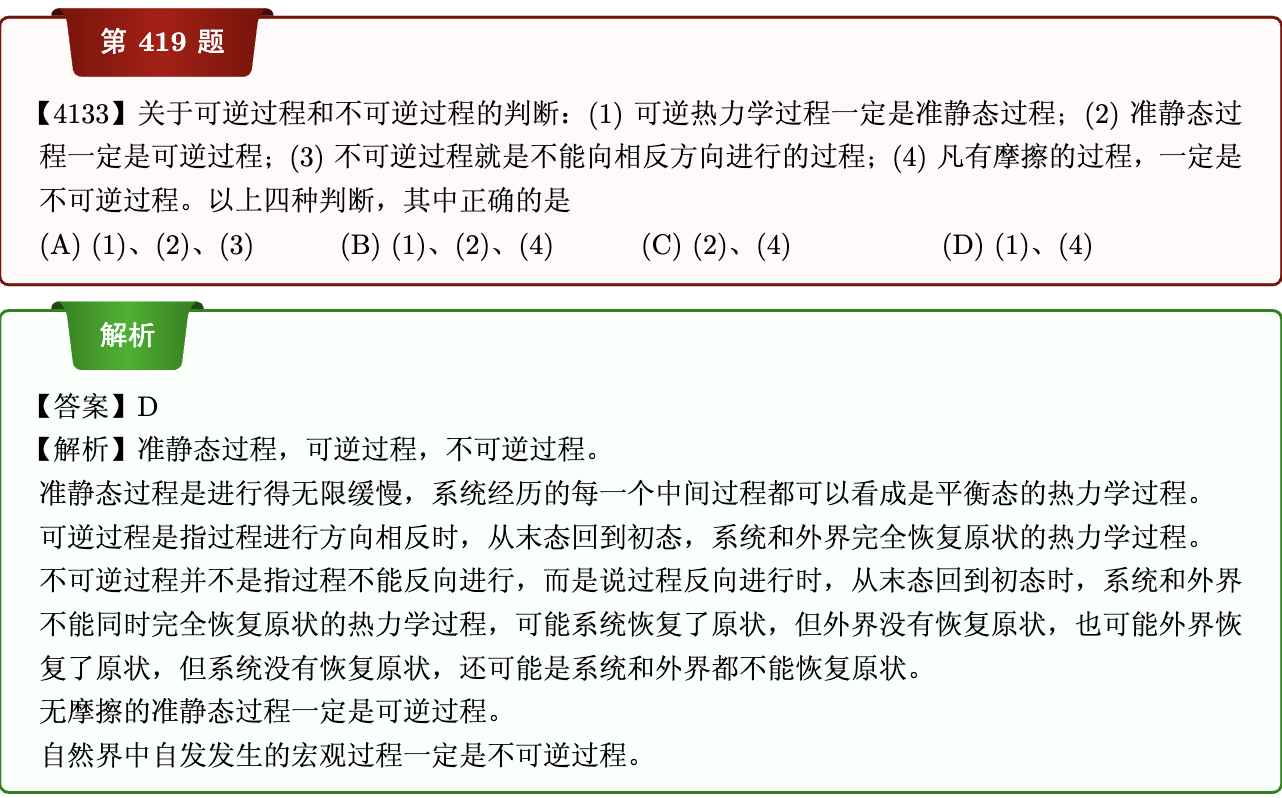 第 419 题
【4133】关于可逆过程和不可逆过程的判断：(1) 可逆热力学过程一定是准静态过程；(2) 准静态过
程一定是可逆过程；(3) 不可逆过程就是不能向相反方向进行的过程；(4) 凡有摩擦的过程，一定是
不可逆过程。以上四种判断，其中正确的是
(A) (1)、(2)、(3) (B) (1)、(2)、(4) (C) (2)、(4) (D) (1)、(4)
解析
【答案】D
【解析】准静态过程，可逆过程，不可逆过程。
准静态过程是进行得无限缓慢，系统经历的每一个中间过程都可以看成是平衡态的热力学过程。
可逆过程是指过程进行方向相反时，从末态回到初态，系统和外界完全恢复原状的热力学过程。
不可逆过程并不是指过程不能反向进行，而是说过程反向进行时，从末态回到初态时，系统和外界
不能同时完全恢复原状的热力学过程，可能系统恢复了原状，但外界没有恢复原状，也可能外界恢
复了原状，但系统没有恢复原状，还可能是系统和外界都不能恢复原状。
无摩擦的准静态过程一定是可逆过程。
自然界中自发发生的宏观过程一定是不可逆过程。